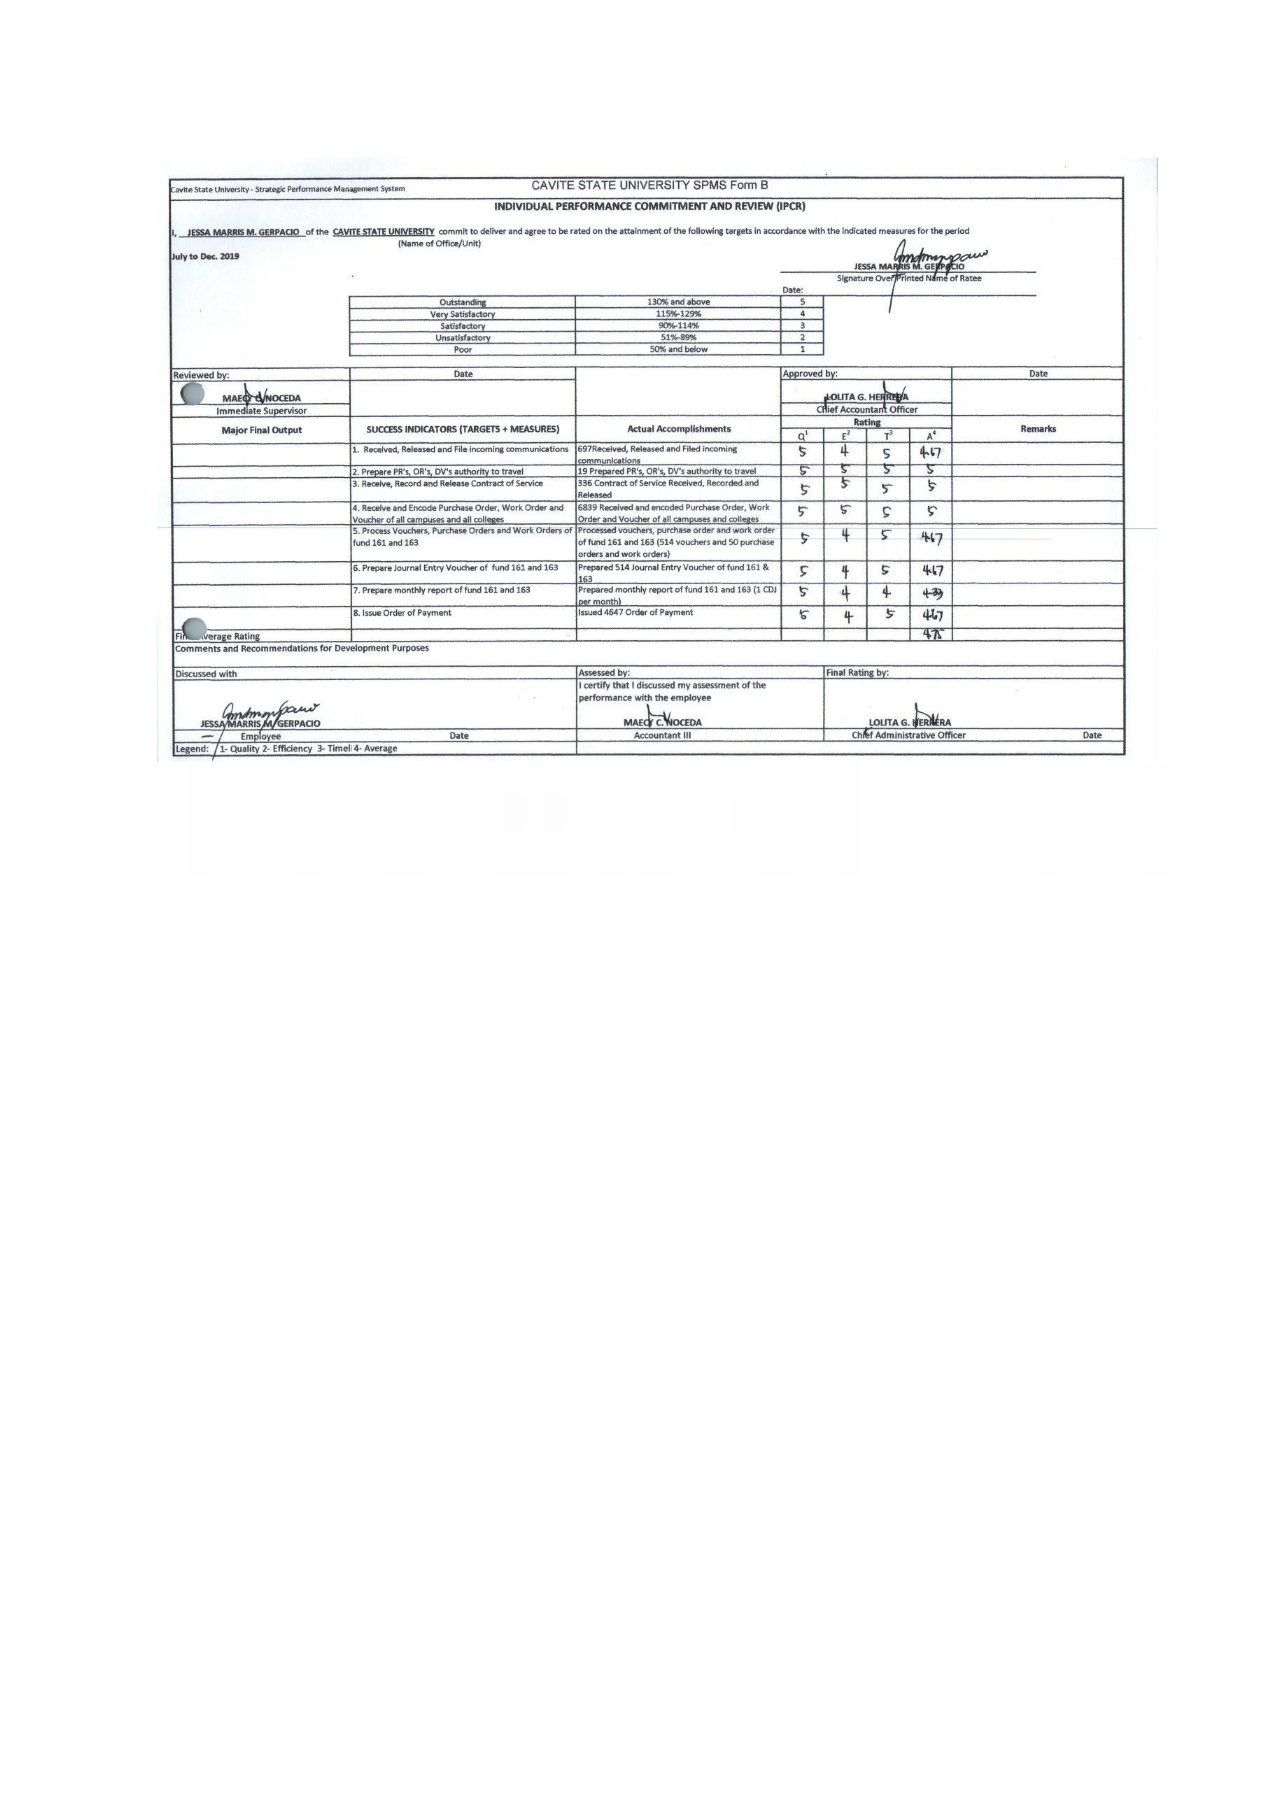 Cavite State University - Strategic Performance Management System
CAVITE STATE UNIVERSITY SPMS Form B
INDIVIDUAL PERFORMANCE COMMITMENT AND REVIEW (IPCR)
I, JESSA MARRIS M. GERPACIO of the CAVITE STATE UNIVERSITY commit to deliver and agree to be rated on the attainment of the following targets in accordance with the indicated measures for the period
(Name of Office/Unit)
July to Dec. 2019
JESSA MARRIS M. GERPACIO
Signature Over Printed Name of Ratee
Date:
Outstanding 130% and above 5
Very Satisfactory 115%-129% 4
Satisfactory 90%-114% 3
Unsatisfactory 51%-89% 2
Poor 50% and below 1
Reviewed by: Date Approved by: Date
MAECY C. NOCEDA LOLITA G. HERRERA
Immediate Supervisor Chief Accountant Officer
Major Final Output SUCCESS INDICATORS (TARGETS + MEASURES) Actual Accomplishments Rating Remarks
Q1 E2 T3 A4
1. Received, Released and File incoming communications 697Received, Released and Filed incoming 5 4 5 4.67
communications
2. Prepare PR's, OR's, DV's authority to travel 19 Prepared PR's, OR's, DV's authority to travel 5 5 5 5
3. Receive, Record and Release Contract of Service 336 Contract of Service Received, Recorded and 5 5 5 5
Released
4. Receive and Encode Purchase Order, Work Order and 6839 Received and encoded Purchase Order, Work 5 5 5 5
Voucher of all campuses and all colleges Order and Voucher of all campuses and colleges
5. Process Vouchers, Purchase Orders and Work Orders of Processed vouchers, purchase order and work order
fund 161 and 163 of fund 161 and 163 (514 vouchers and 50 purchase 5 4 5 4.67
orders and work orders)
6. Prepare Journal Entry Voucher of fund 161 and 163 Prepared 514 Journal Entry Voucher of fund 161 & 5 4 5 4.67
163
7. Prepare monthly report of fund 161 and 163 Prepared monthly report of fund 161 and 163 (1 CDJ 5 4 4 4.33
per month)
8. Issue Order of Payment Issued 4647 Order of Payment 5 4 5 4.67
verage Rating 4.75
Comments and Recommendations for Development Purposes
Discussed with Assessed by: Final Rating by:
I certify that I discussed my assessment of the
performance with the employee
JESSA MARRIS M. GERPACIO MAECY C. NOCEDA LOLITA G. HERRERA
Employee Date Accountant III Chief Administrative Officer Date
Legend: 1- Quality 2- Efficiency 3- Timeli 4- Average